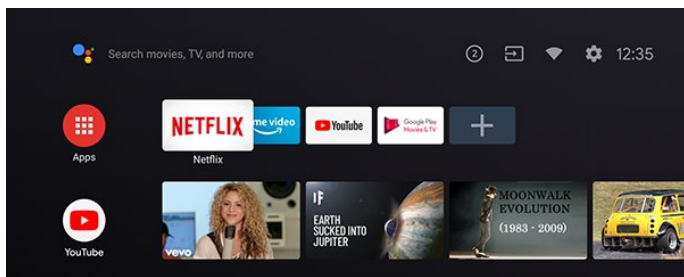 Search movies, TV, and more
2
12:35
NETFLIX
me video
YouTube
Google Play
Movies & TV
Apps
Netflix
IF
EARTH
SUCKED INTO
JUPITER
MOONWALK
EVOLUTION
(1983 - 2009)
vevo
YouTube